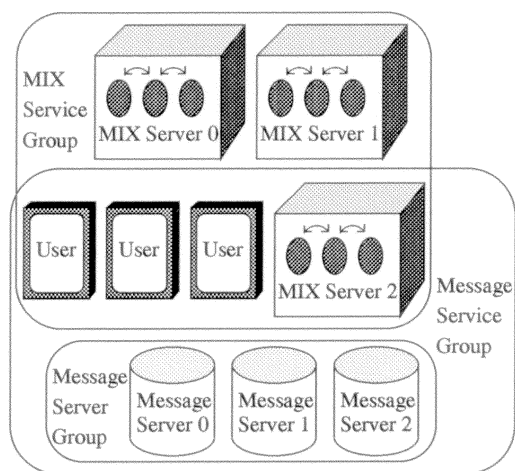 MIX
Service
Group
MIX Server 0
MIX Server 1
User
User
User
MIX Server 2
Message
Service
Group
Message
Server
Group
Message
Server 0
Message
Server 1
Message
Server 2